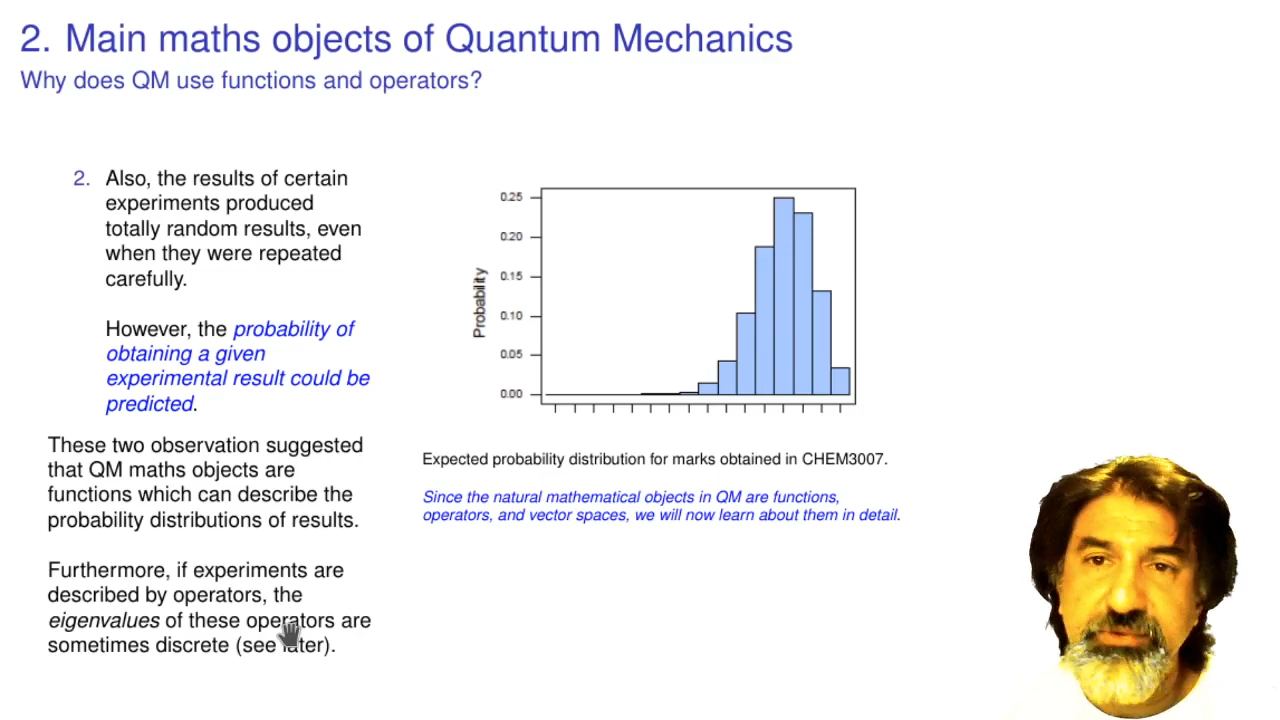 2. Main maths objects of Quantum Mechanics
Why does QM use functions and operators?
2. Also, the results of certain
experiments produced
totally random results, even
when they were repeated
carefully.
However, the probability of
obtaining a given
experimental result could be
predicted.
These two observation suggested
that QM maths objects are
functions which can describe the
probability distributions of results.
Furthermore, if experiments are
described by operators, the
eigenvalues of these operators are
sometimes discrete (see later).
Probability
0.25
0.20
0.15
0.10
0.05
0.00
Expected probability distribution for marks obtained in CHEM3007.
Since the natural mathematical objects in QM are functions,
operators, and vector spaces, we will now learn about them in detail.